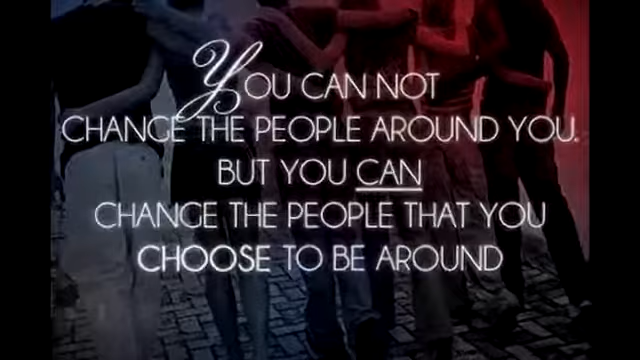 YOU CAN NOT
CHANGE THE PEOPLE AROUND YOU.
BUT YOU CAN
CHANGE THE PEOPLE THAT YOU
CHOOSE TO BE AROUND